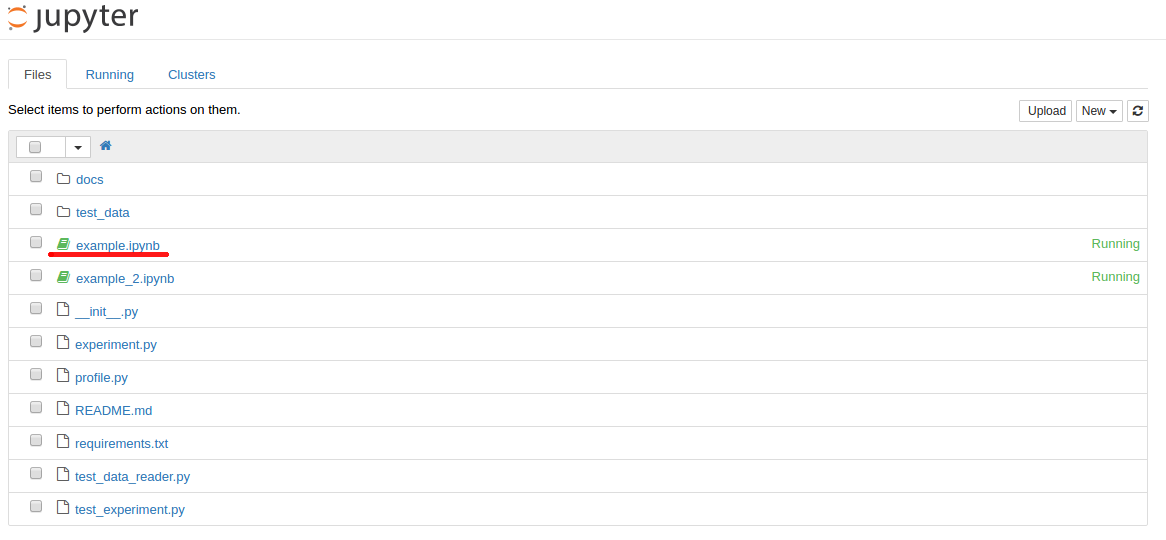 jupyter
Files Running Clusters
Select items to perform actions on them.
Upload New
docs
test_data
example.ipynb Running
example_2.ipynb Running
__init__.py
experiment.py
profile.py
README.md
requirements.txt
test_data_reader.py
test_experiment.py